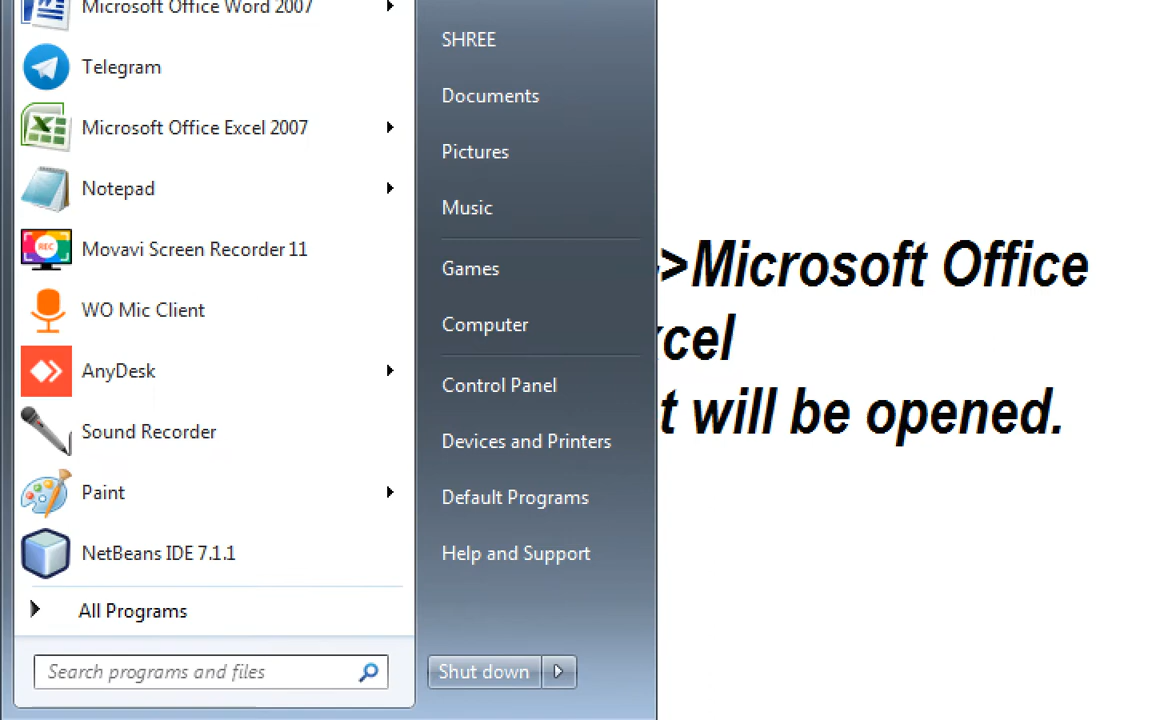 Microsoft Office Word 2007
Telegram
Microsoft Office Excel 2007
Notepad
Movavi Screen Recorder 11
WO Mic Client
AnyDesk
Sound Recorder
Paint
NetBeans IDE 7.1.1
All Programs
Search programs and files
SHREE
Documents
Pictures
Music
Games
Computer
Control Panel
Devices and Printers
Default Programs
Help and Support
Shut down
>Microsoft Office
cel
t will be opened.
REC